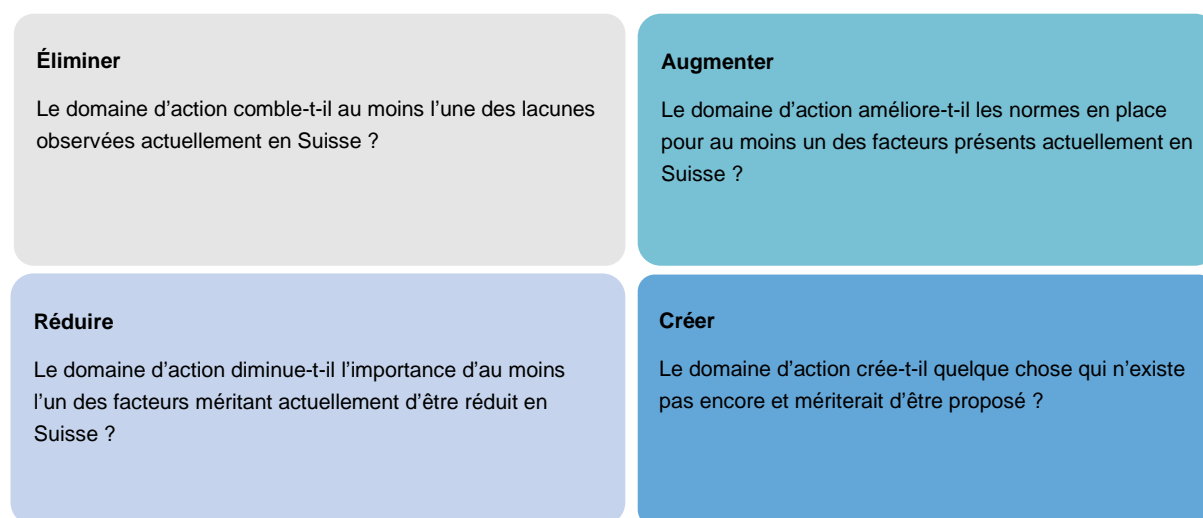 Éliminer
Le domaine d’action comble-t-il au moins l’une des lacunes
observées actuellement en Suisse ?
Augmenter
Le domaine d’action améliore-t-il les normes en place
pour au moins un des facteurs présents actuellement en
Suisse ?
Réduire
Le domaine d’action diminue-t-il l’importance d’au moins
l’un des facteurs méritant actuellement d’être réduit en
Suisse ?
Créer
Le domaine d’action crée-t-il quelque chose qui n’existe
pas encore et mériterait d’être proposé ?